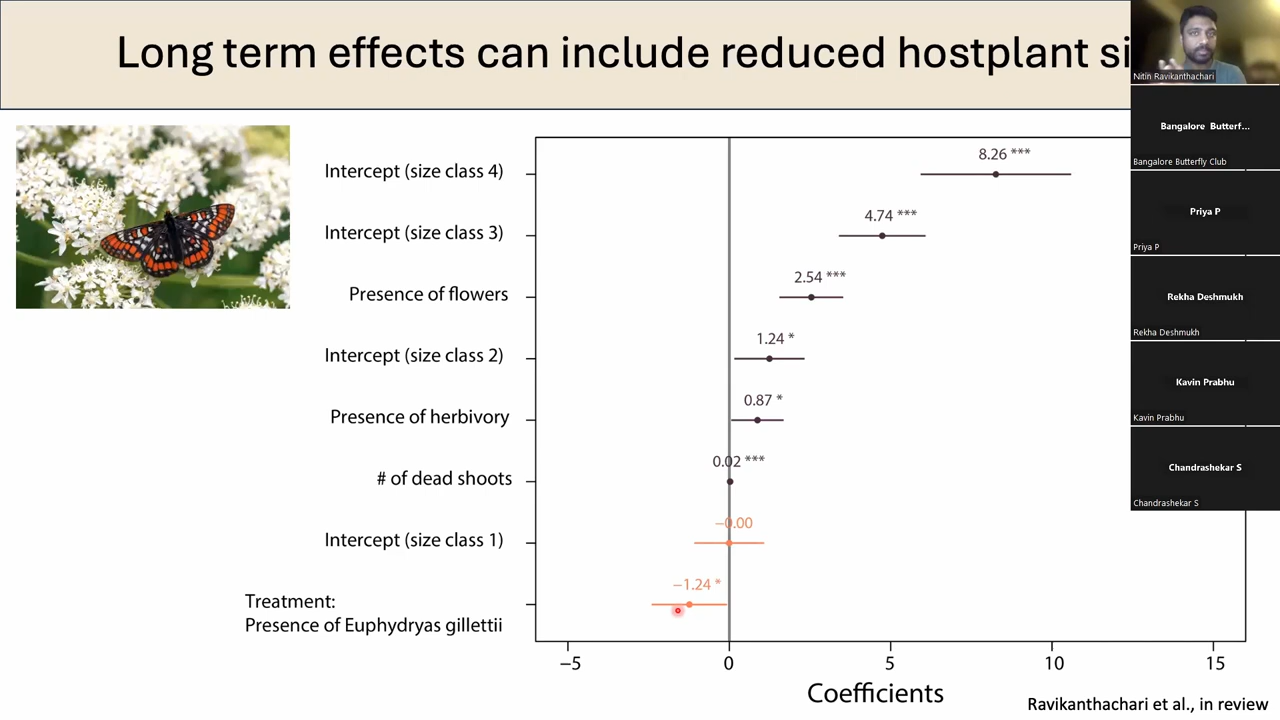 Long term effects can include reduced hostplant si
Intercept (size class 4)
8.26 ***
Intercept (size class 3)
4.74 ***
Presence of flowers
2.54 ***
Intercept (size class 2)
1.24 *
Presence of herbivory
0.87 *
# of dead shoots
0.02 ***
Intercept (size class 1)
−0.00
Treatment:
Presence of Euphydryas gillettii
−1.24 *
−5
0
5
10
15
Coefficients
Ravikanthachari et al., in review
Nitin Ravikanthachari
Bangalore Butterf...
Bangalore Butterfly Club
Priya P
Priya P
Rekha Deshmukh
Rekha Deshmukh
Kavin Prabhu
Kavin Prabhu
Chandrashekar S
Chandrashekar S